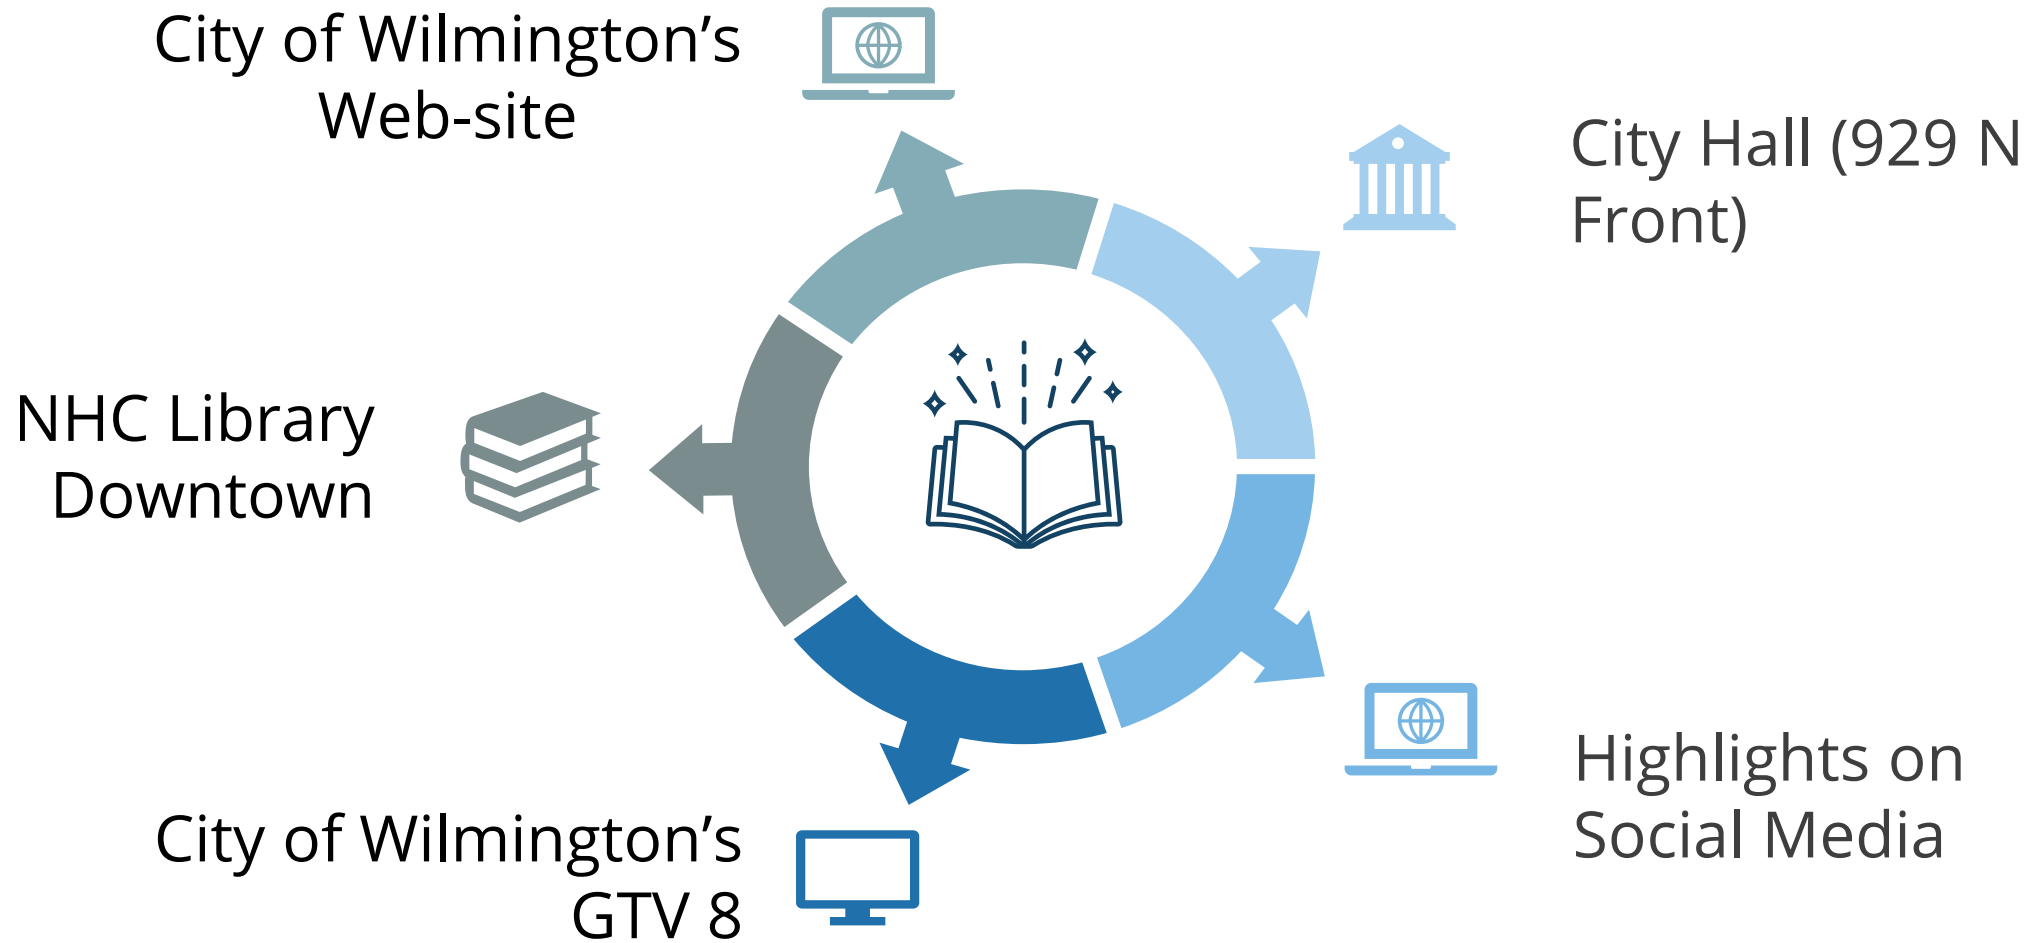 City of Wilmington’s
Web-site
City Hall (929 N
Front)
NHC Library
Downtown
Highlights on
Social Media
City of Wilmington’s
GTV 8